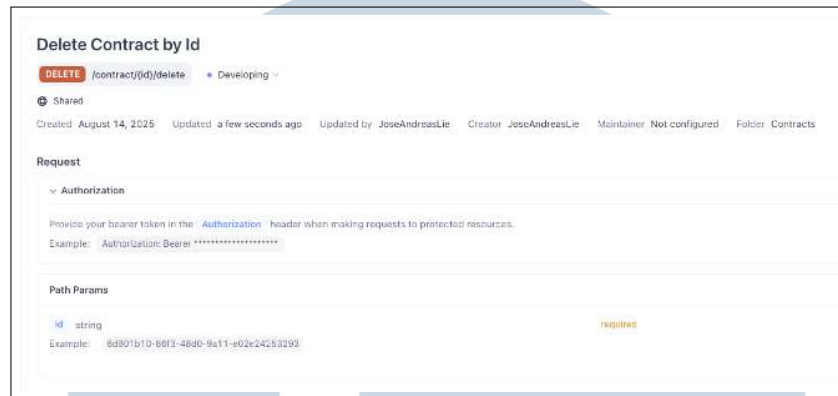 Delete Contract by Id
DELETE /contract/{id}/delete Developing
Shared
Created August 14, 2025 Updated a few seconds ago Updated by JoseAndreasLie Creator JoseAndreasLie Maintainer Not configured Folder Contracts
Request
Authorization
Provide your bearer token in the Authorization header when making requests to protected resources.
Example: Authorization: Bearer ********************
Path Params
id string required
Example: 6d801b10-86f3-48d0-9a11-e02e24253293